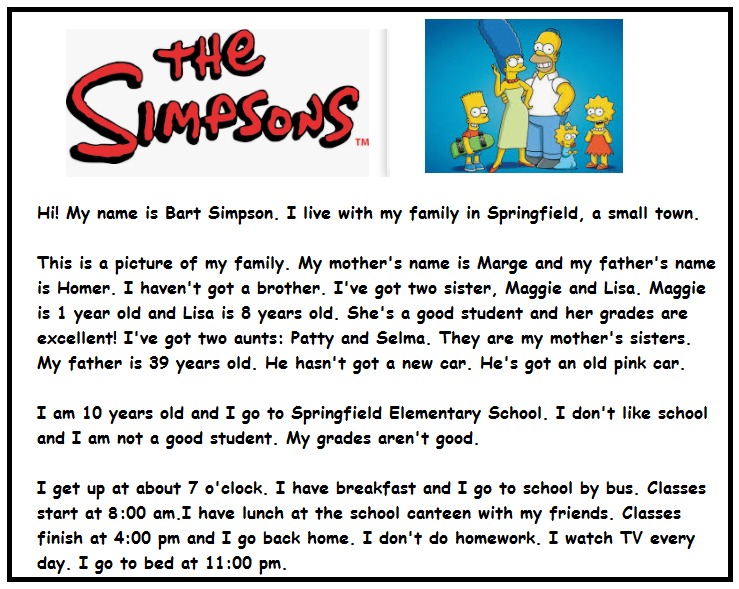 THE
SIMPSONS TM
Hi! My name is Bart Simpson. I live with my family in Springfield, a small town.
This is a picture of my family. My mother's name is Marge and my father's name
is Homer. I haven't got a brother. I've got two sister, Maggie and Lisa. Maggie
is 1 year old and Lisa is 8 years old. She's a good student and her grades are
excellent! I've got two aunts: Patty and Selma. They are my mother's sisters.
My father is 39 years old. He hasn't got a new car. He's got an old pink car.
I am 10 years old and I go to Springfield Elementary School. I don't like school
and I am not a good student. My grades aren't good.
I get up at about 7 o'clock. I have breakfast and I go to school by bus. Classes
start at 8:00 am.I have lunch at the school canteen with my friends. Classes
finish at 4:00 pm and I go back home. I don't do homework. I watch TV every
day. I go to bed at 11:00 pm.